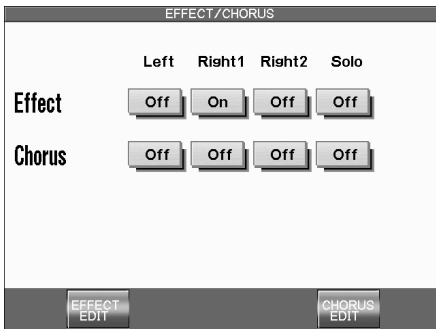 EFFECT/CHORUS
Left Right1 Right2 Solo
Effect Off On Off Off
Chorus Off Off Off Off
EFFECT
EDIT
CHORUS
EDIT